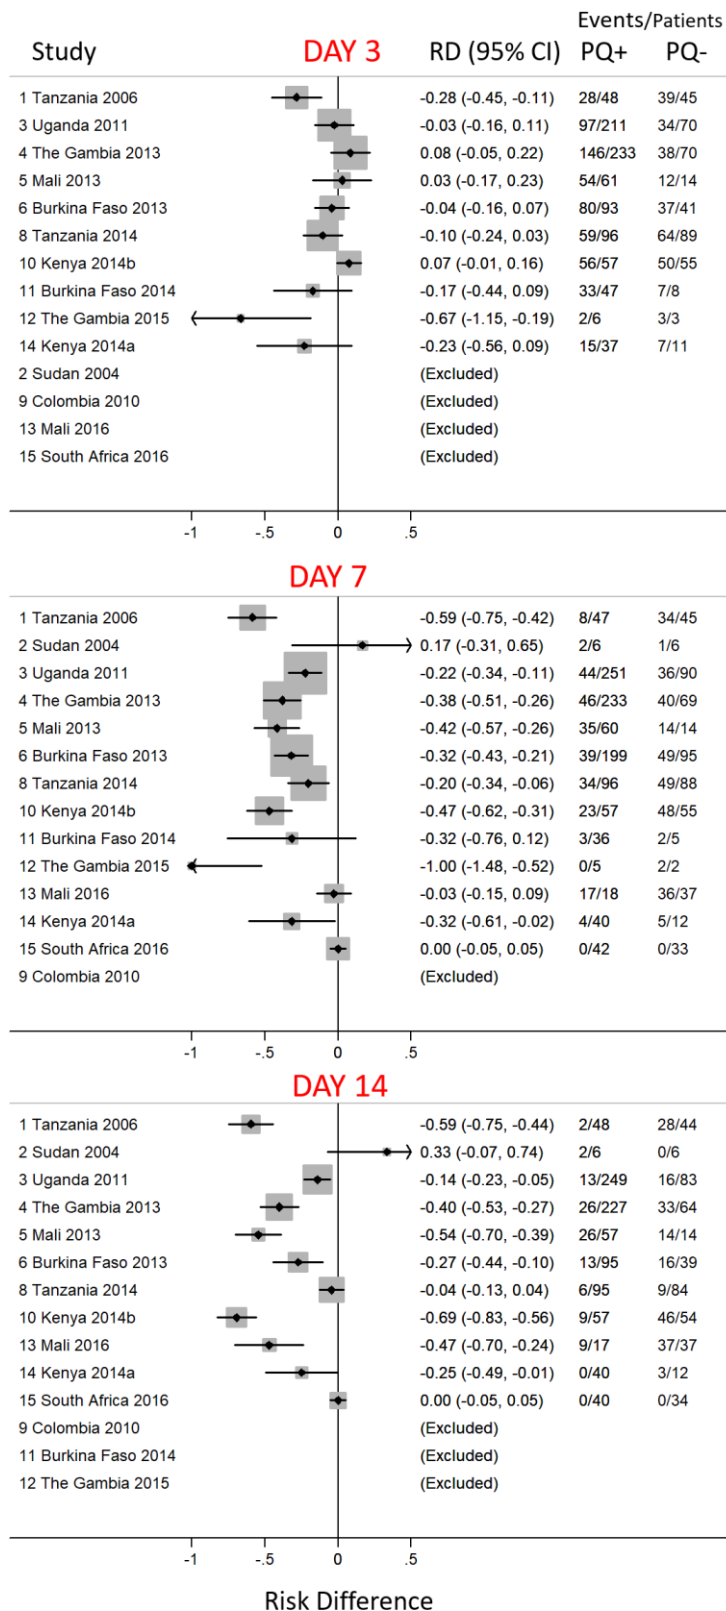 Events/Patients
Study DAY 3 RD (95% CI) PQ+ PQ-
1 Tanzania 2006 -0.28 (-0.45, -0.11) 28/48 39/45
3 Uganda 2011 -0.03 (-0.16, 0.11) 97/211 34/70
4 The Gambia 2013 0.08 (-0.05, 0.22) 146/233 38/70
5 Mali 2013 0.03 (-0.17, 0.23) 54/61 12/14
6 Burkina Faso 2013 -0.04 (-0.16, 0.07) 80/93 37/41
8 Tanzania 2014 -0.10 (-0.24, 0.03) 59/96 64/89
10 Kenya 2014b 0.07 (-0.01, 0.16) 56/57 50/55
11 Burkina Faso 2014 -0.17 (-0.44, 0.09) 33/47 7/8
12 The Gambia 2015 -0.67 (-1.15, -0.19) 2/6 3/3
14 Kenya 2014a -0.23 (-0.56, 0.09) 15/37 7/11
2 Sudan 2004 (Excluded)
9 Colombia 2010 (Excluded)
13 Mali 2016 (Excluded)
15 South Africa 2016 (Excluded)
-1 -.5 0 .5
DAY 7
1 Tanzania 2006 -0.59 (-0.75, -0.42) 8/47 34/45
2 Sudan 2004 0.17 (-0.31, 0.65) 2/6 1/6
3 Uganda 2011 -0.22 (-0.34, -0.11) 44/251 36/90
4 The Gambia 2013 -0.38 (-0.51, -0.26) 46/233 40/69
5 Mali 2013 -0.42 (-0.57, -0.26) 35/60 14/14
6 Burkina Faso 2013 -0.32 (-0.43, -0.21) 39/199 49/95
8 Tanzania 2014 -0.20 (-0.34, -0.06) 34/96 49/88
10 Kenya 2014b -0.47 (-0.62, -0.31) 23/57 48/55
11 Burkina Faso 2014 -0.32 (-0.76, 0.12) 3/36 2/5
12 The Gambia 2015 -1.00 (-1.48, -0.52) 0/5 2/2
13 Mali 2016 -0.03 (-0.15, 0.09) 17/18 36/37
14 Kenya 2014a -0.32 (-0.61, -0.02) 4/40 5/12
15 South Africa 2016 0.00 (-0.05, 0.05) 0/42 0/33
9 Colombia 2010 (Excluded)
-1 -.5 0 .5
DAY 14
1 Tanzania 2006 -0.59 (-0.75, -0.44) 2/48 28/44
2 Sudan 2004 0.33 (-0.07, 0.74) 2/6 0/6
3 Uganda 2011 -0.14 (-0.23, -0.05) 13/249 16/83
4 The Gambia 2013 -0.40 (-0.53, -0.27) 26/227 33/64
5 Mali 2013 -0.54 (-0.70, -0.39) 26/57 14/14
6 Burkina Faso 2013 -0.27 (-0.44, -0.10) 13/95 16/39
8 Tanzania 2014 -0.04 (-0.13, 0.04) 6/95 9/84
10 Kenya 2014b -0.69 (-0.83, -0.56) 9/57 46/54
13 Mali 2016 -0.47 (-0.70, -0.24) 9/17 37/37
14 Kenya 2014a -0.25 (-0.49, -0.01) 0/40 3/12
15 South Africa 2016 0.00 (-0.05, 0.05) 0/40 0/34
9 Colombia 2010 (Excluded)
11 Burkina Faso 2014 (Excluded)
12 The Gambia 2015 (Excluded)
-1 -.5 0 .5
Risk Difference